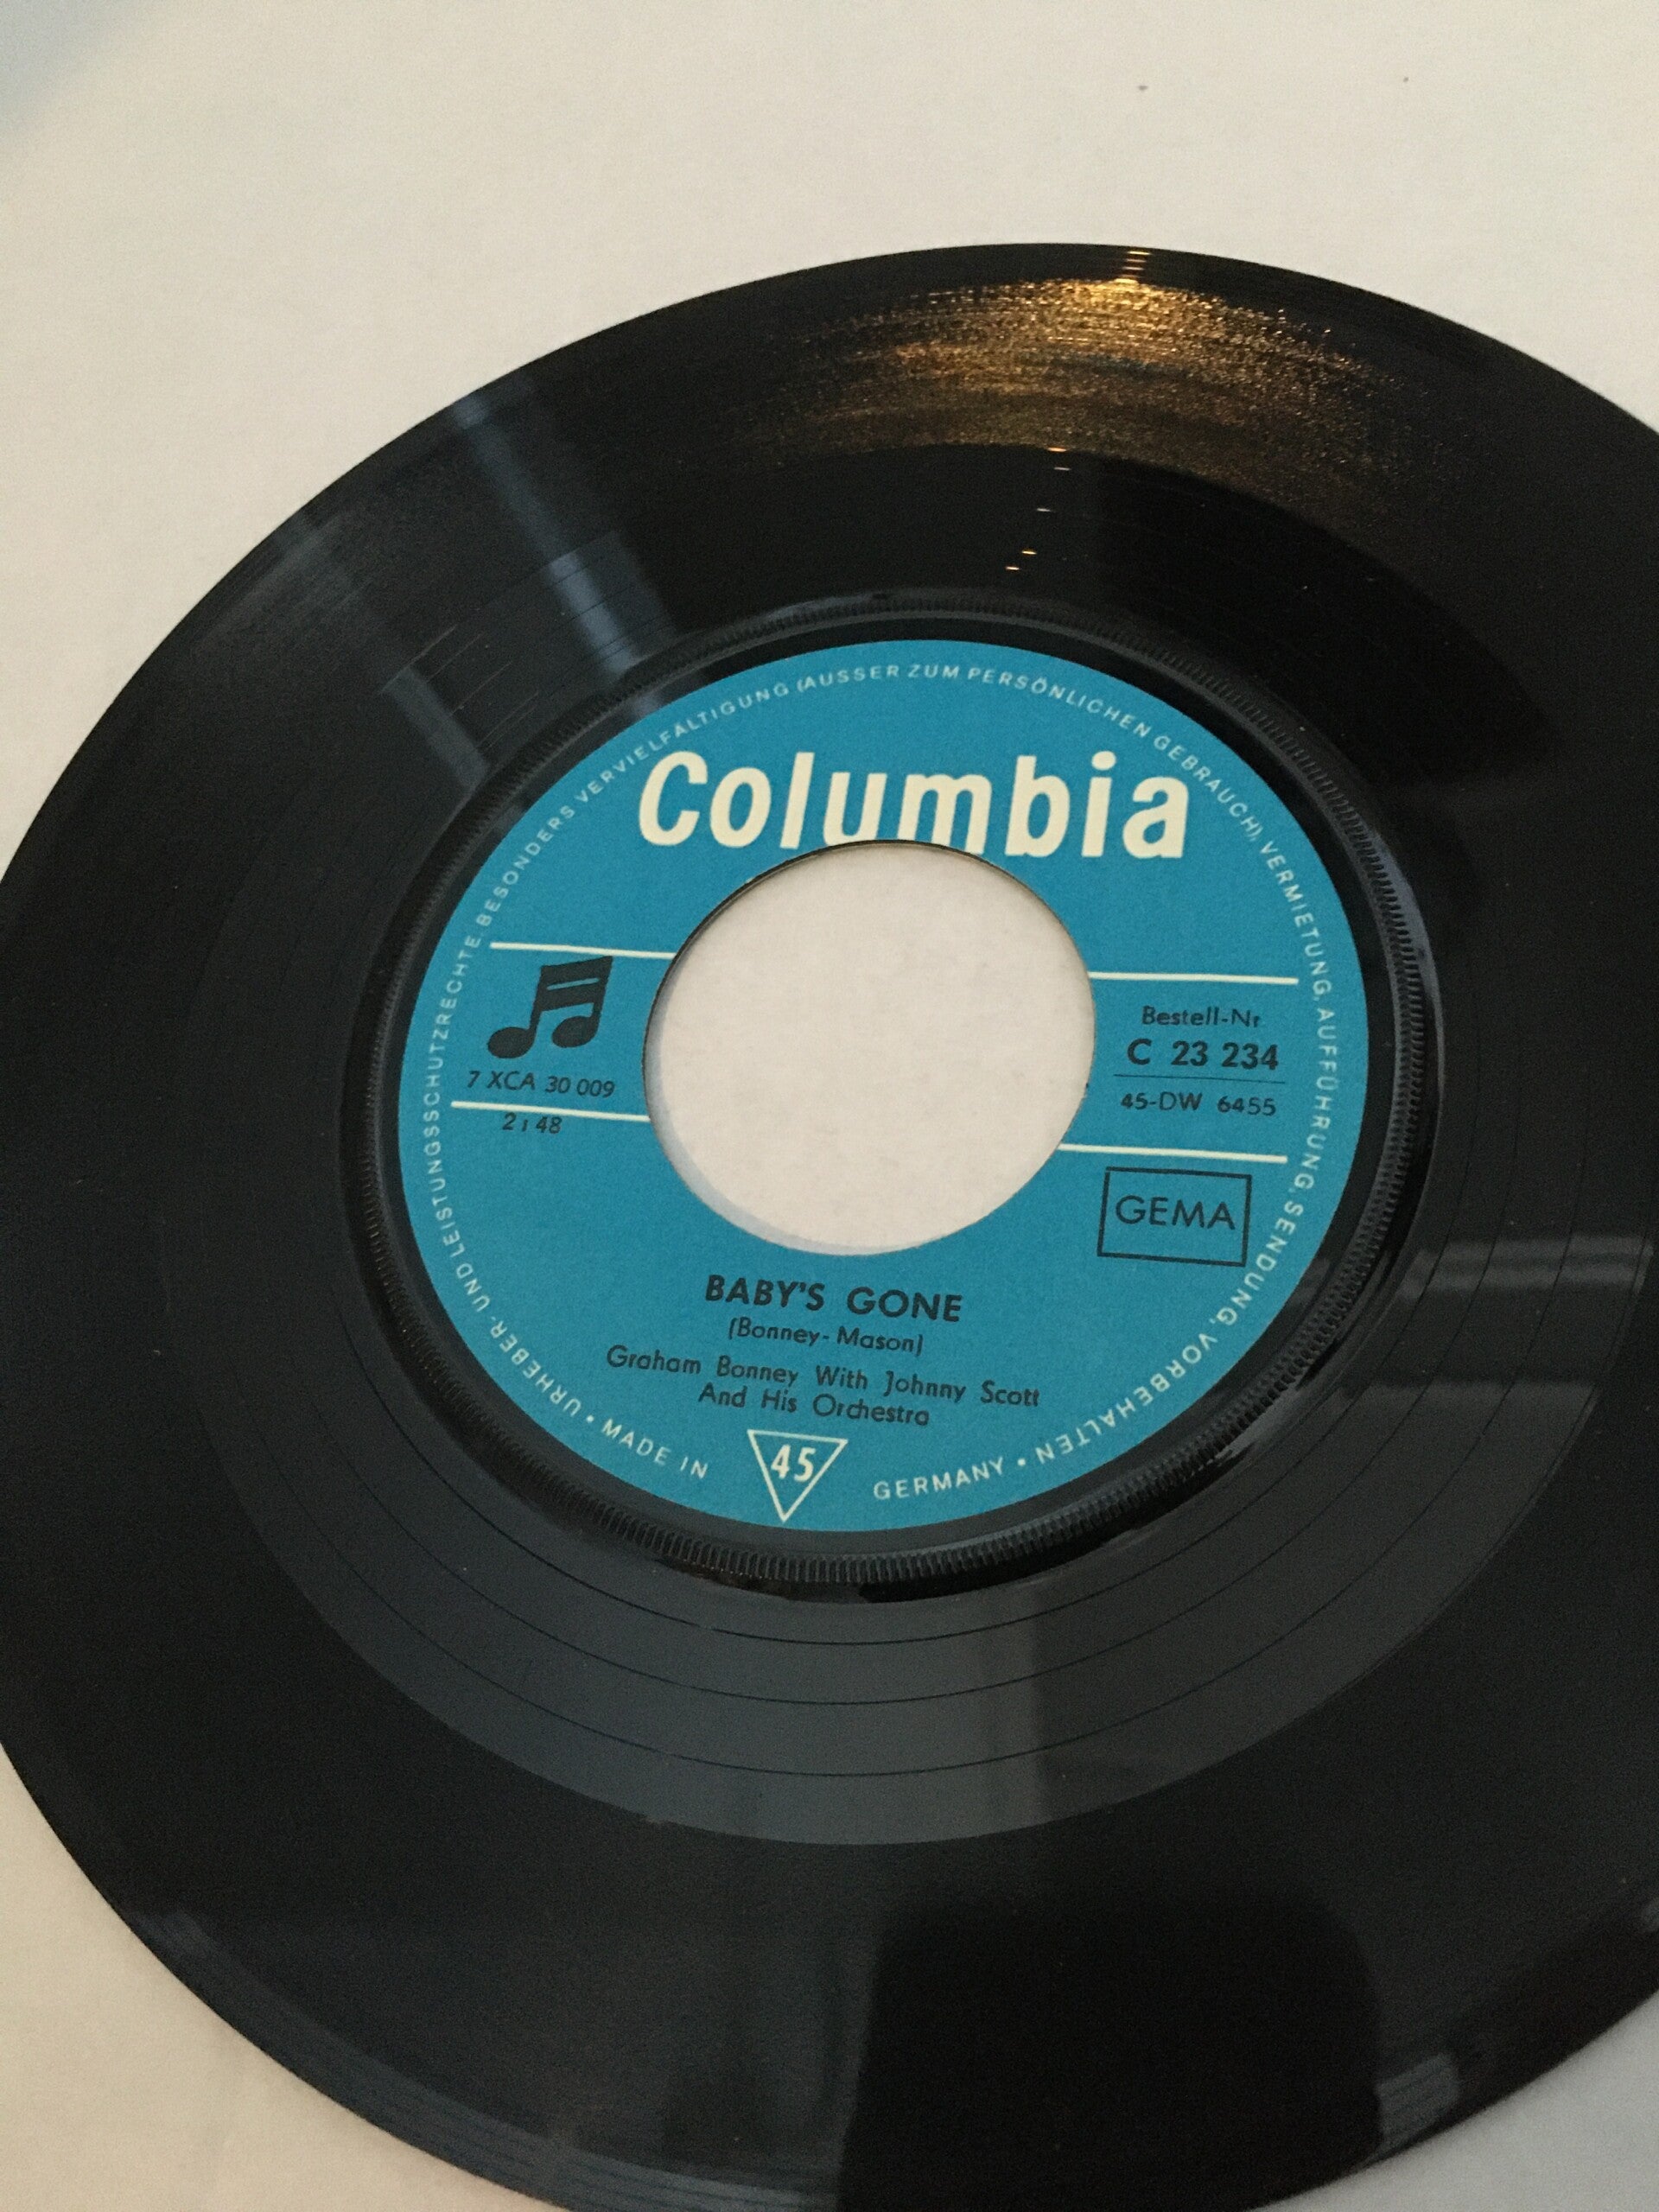 URHEBER- UND LEISTUNGSSCHUTZRECHTE, BESONDERS VERVIELFÄLTIGUNG (AUSSER ZUM PERSÖNLICHEN GEBRAUCH), VERMIETUNG, AUFFÜHRUNG, SENDUNG, VORBEHALTEN
Columbia
7 XCA 30 009
2:48
Bestell-Nr.
C 23 234
45-DW 6455
GEMA
BABY'S GONE
(Bonney-Mason)
Graham Bonney With Johnny Scott
And His Orchestra
• MADE IN 45 GERMANY •